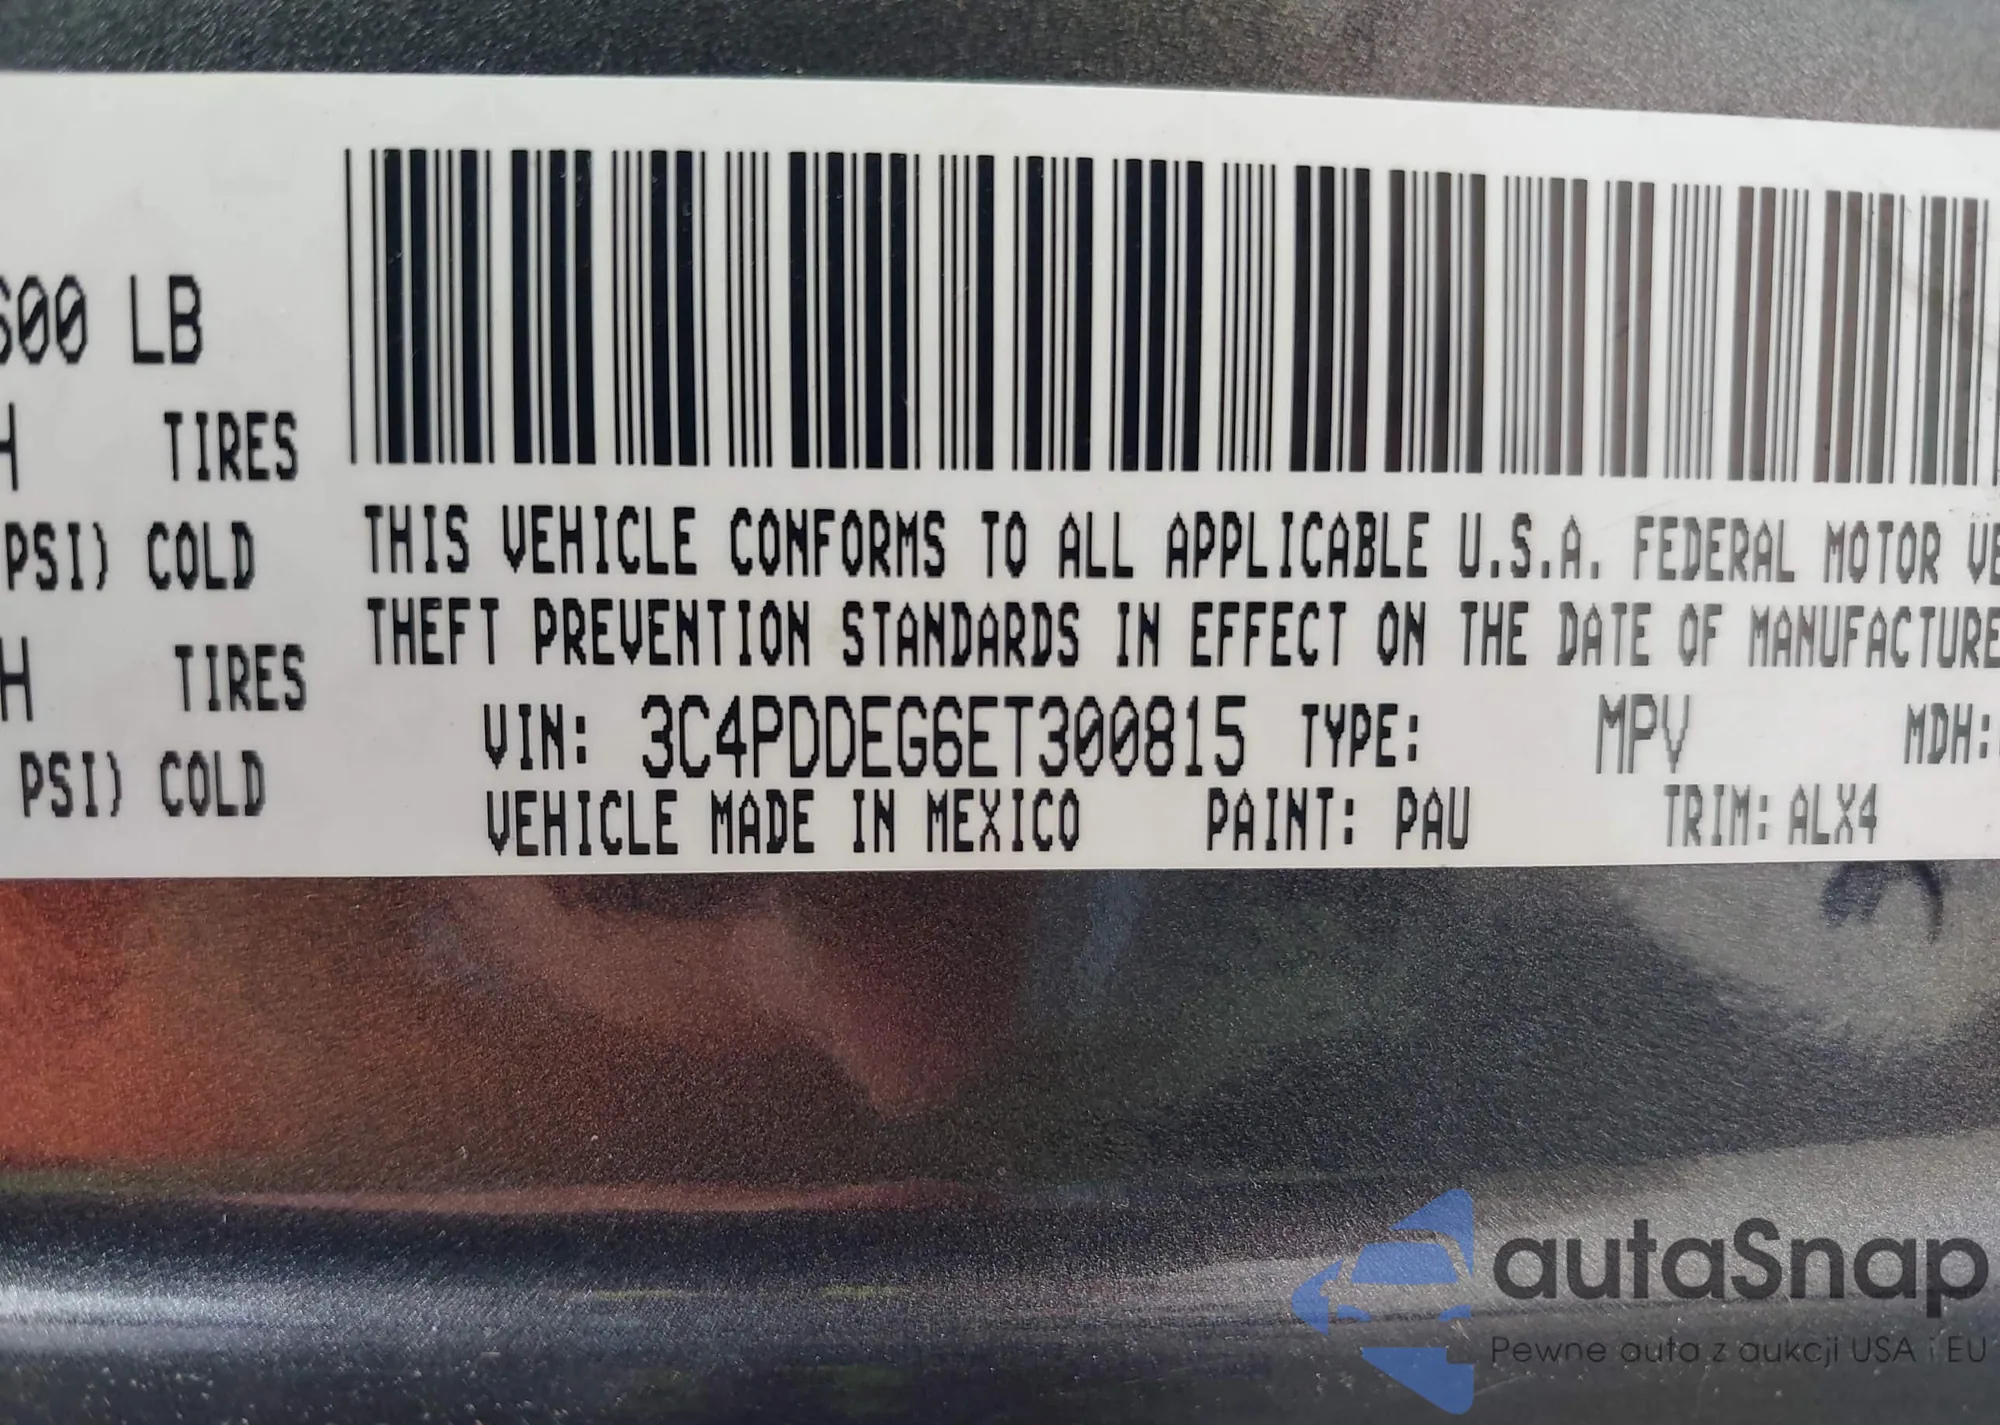 600 LB
H TIRES
PSI) COLD
H TIRES
PSI) COLD
THIS VEHICLE CONFORMS TO ALL APPLICABLE U.S.A. FEDERAL MOTOR VE
THEFT PREVENTION STANDARDS IN EFFECT ON THE DATE OF MANUFACTURE
VIN: 3C4PDDEG6ET300815 TYPE: MPV MDH:
VEHICLE MADE IN MEXICO PAINT: PAU TRIM: ALX4
autaSnap
Pewne auta z aukcji USA i EU